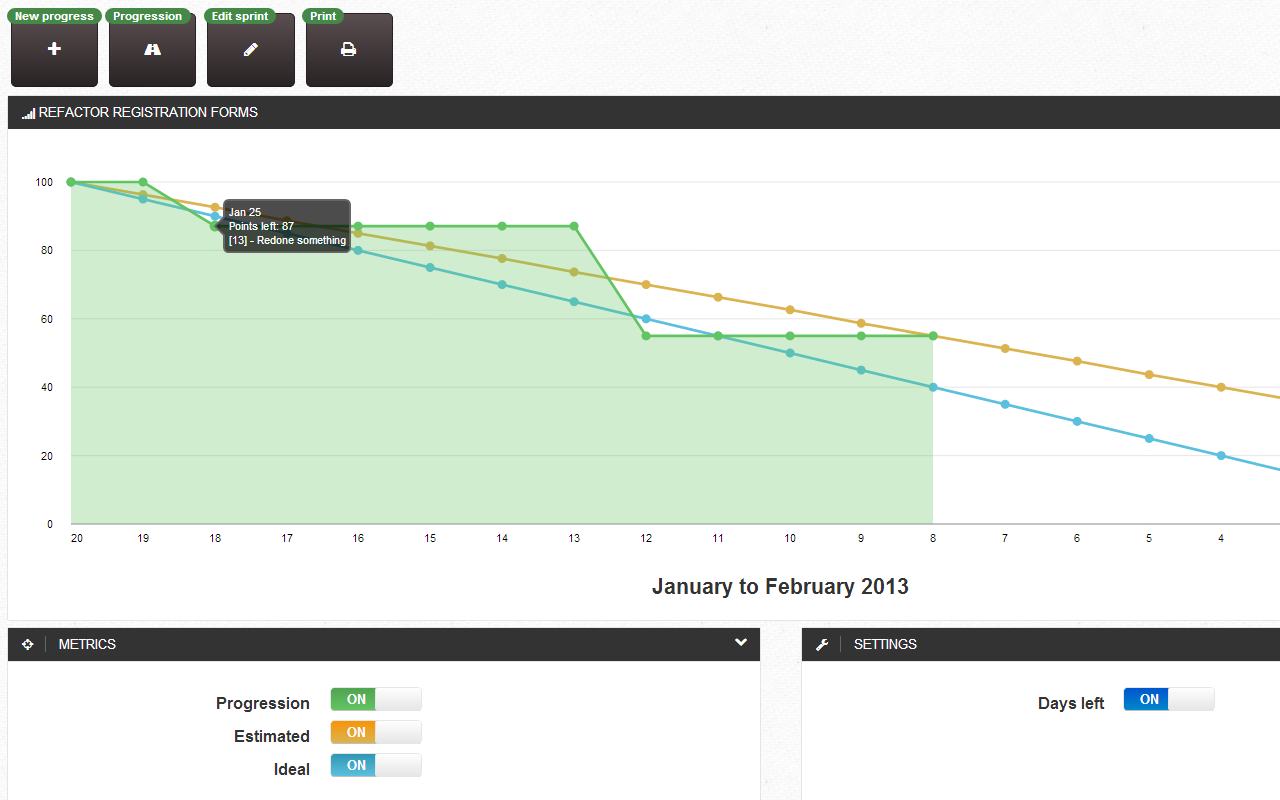 New progress Progression Edit sprint Print
REFACTOR REGISTRATION FORMS
100
Jan 25
Points left: 87
[13] - Redone something
80
60
40
20
0
20 19 18 17 16 15 14 13 12 11 10 9 8 7 6 5 4
January to February 2013
METRICS
SETTINGS
Progression ON
Days left ON
Estimated ON
Ideal ON